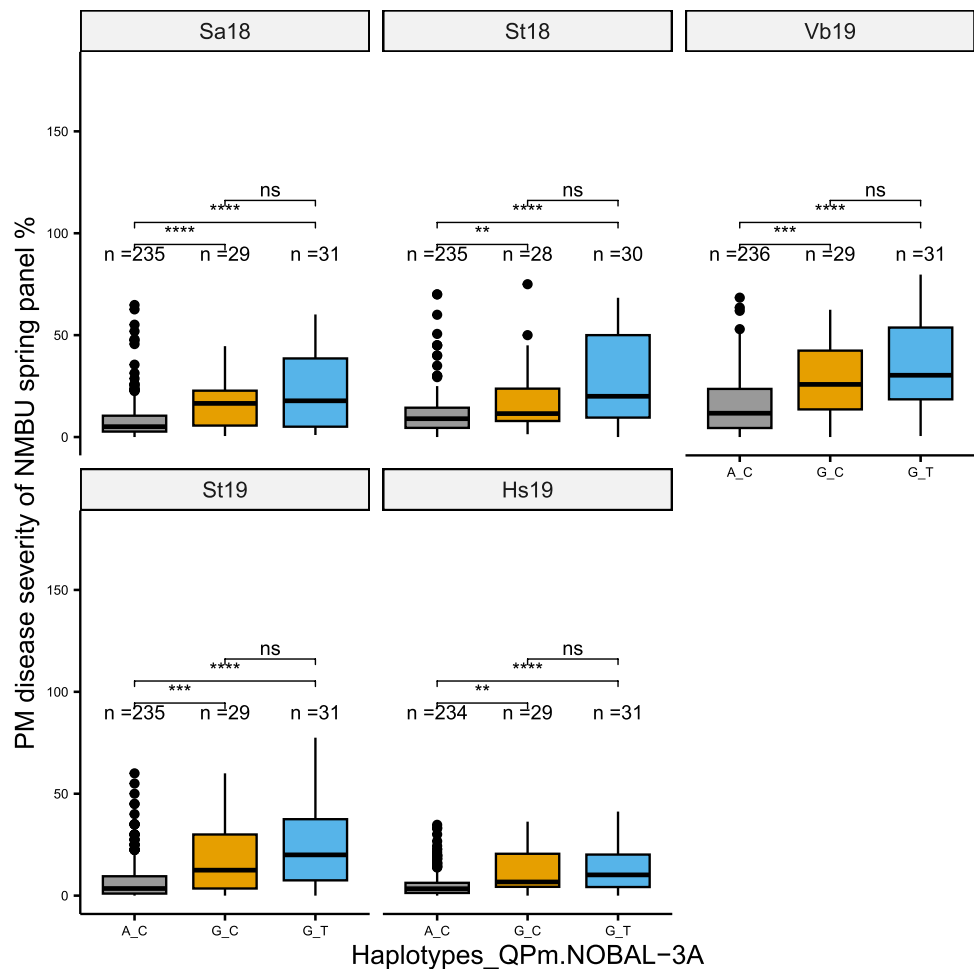 Sa18 St18 Vb19
PM disease severity of NMBU spring panel %
150
100
50
0
ns
****
****
n =235 n =29 n =31
ns
****
**
n =235 n =28 n =30
ns
****
***
n =236 n =29 n =31
A_C G_C G_T
St19 Hs19
150
100
50
0
ns
****
***
n =235 n =29 n =31
ns
****
**
n =234 n =29 n =31
A_C G_C G_T
A_C G_C G_T
Haplotypes_QPm.NOBAL−3A